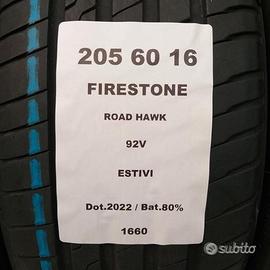 205 60 16
FIRESTONE
ROAD HAWK
92V
ESTIVI
Dot.2022 / Bat.80%
1660
subito